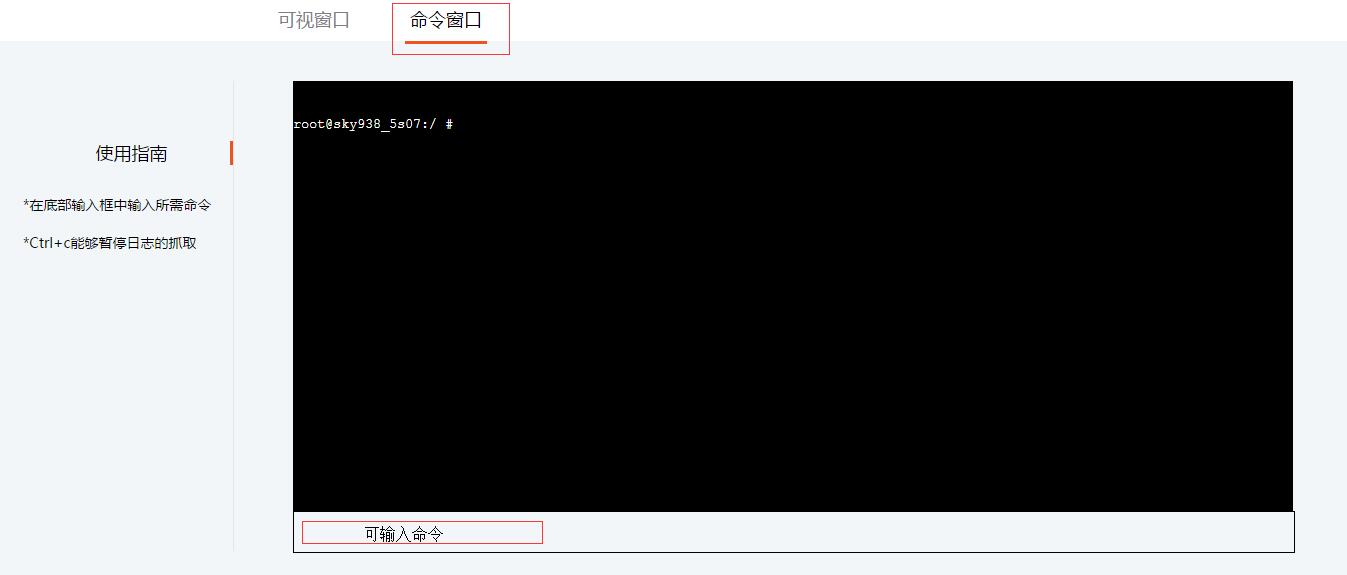 可视窗口
命令窗口
root@sky938_5s07:/ #
使用指南
*在底部输入框中输入所需命令
*Ctrl+c能够暂停日志的抓取
可输入命令